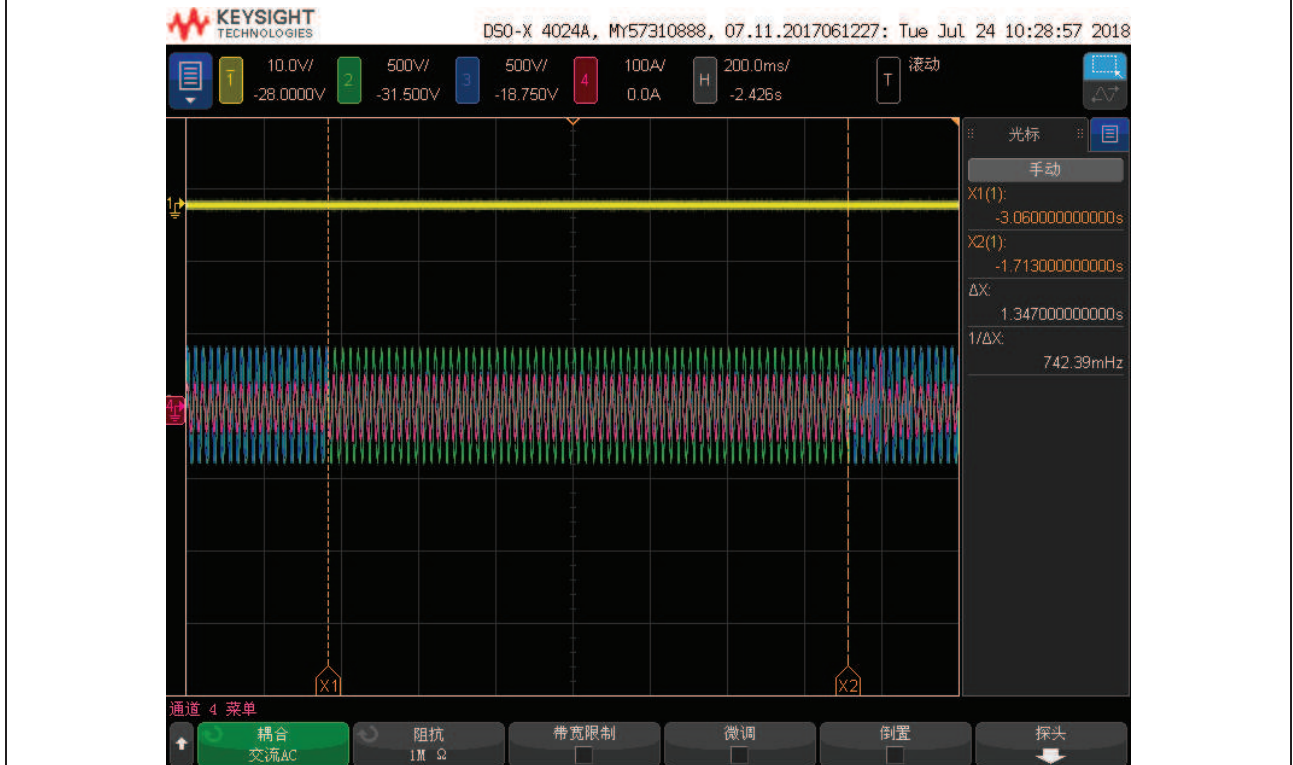 KEYSIGHT
TECHNOLOGIES
DSO-X 4024A, MY57310888, 07.11.2017061227: Tue Jul 24 10:28:57 2018
1 10.0V/ 2 500V/ 3 500V/ 4 100A/ H 200.0ms/ T 滚动
-28.0000V -31.500V -18.750V 0.0A -2.426s
光标
手动
X1(1):
-3.060000000000s
X2(1):
-1.713000000000s
ΔX:
1.347000000000s
1/ΔX:
742.39mHz
1
4
X1 X2
通道 4 菜单
耦合 阻抗 带宽限制 微调 倒置 探头
交流AC 1M Ω